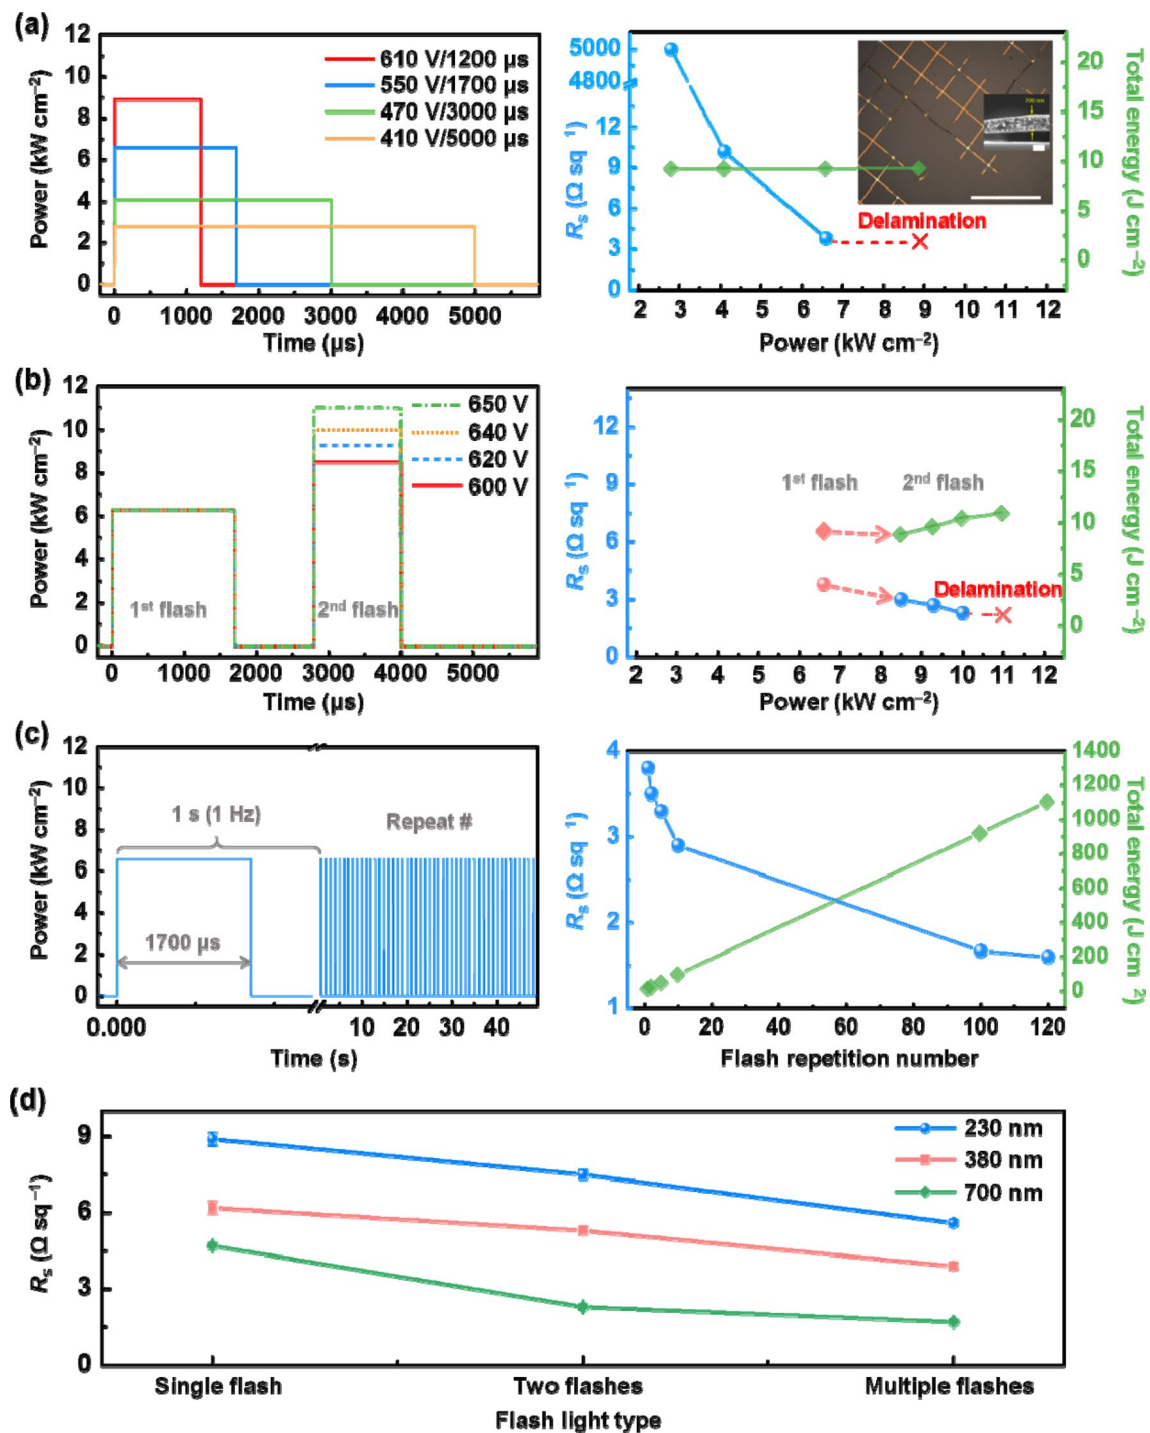 (a)
12
10
8
6
4
2
0
Power (kW cm⁻²)
610 V/1200 µs
550 V/1700 µs
470 V/3000 µs
410 V/5000 µs
0 1000 2000 3000 4000 5000
Time (µs)
5000
4800
12
9
6
3
0
Rs (Ω sq⁻¹)
700 nm
Delamination
20
15
10
5
0
Total energy (J cm⁻²)
2 3 4 5 6 7 8 9 10 11 12
Power (kW cm⁻²)
(b)
12
10
8
6
4
2
0
Power (kW cm⁻²)
650 V
640 V
620 V
600 V
1st flash
2nd flash
0 1000 2000 3000 4000 5000
Time (µs)
12
9
6
3
0
Rs (Ω sq⁻¹)
1st flash
2nd flash
Delamination
20
15
10
5
0
Total energy (J cm⁻²)
2 3 4 5 6 7 8 9 10 11 12
Power (kW cm⁻²)
(c)
12
10
8
6
4
2
0
Power (kW cm⁻²)
1 s (1 Hz)
Repeat #
1700 µs
0.000 10 20 30 40
Time (s)
4
3
2
1
Rs (Ω sq⁻¹)
1400
1200
1000
800
600
400
200
0
Total energy (J cm⁻²)
0 20 40 60 80 100 120
Flash repetition number
(d)
9
6
3
0
Rs (Ω sq⁻¹)
230 nm
380 nm
700 nm
Single flash Two flashes Multiple flashes
Flash light type